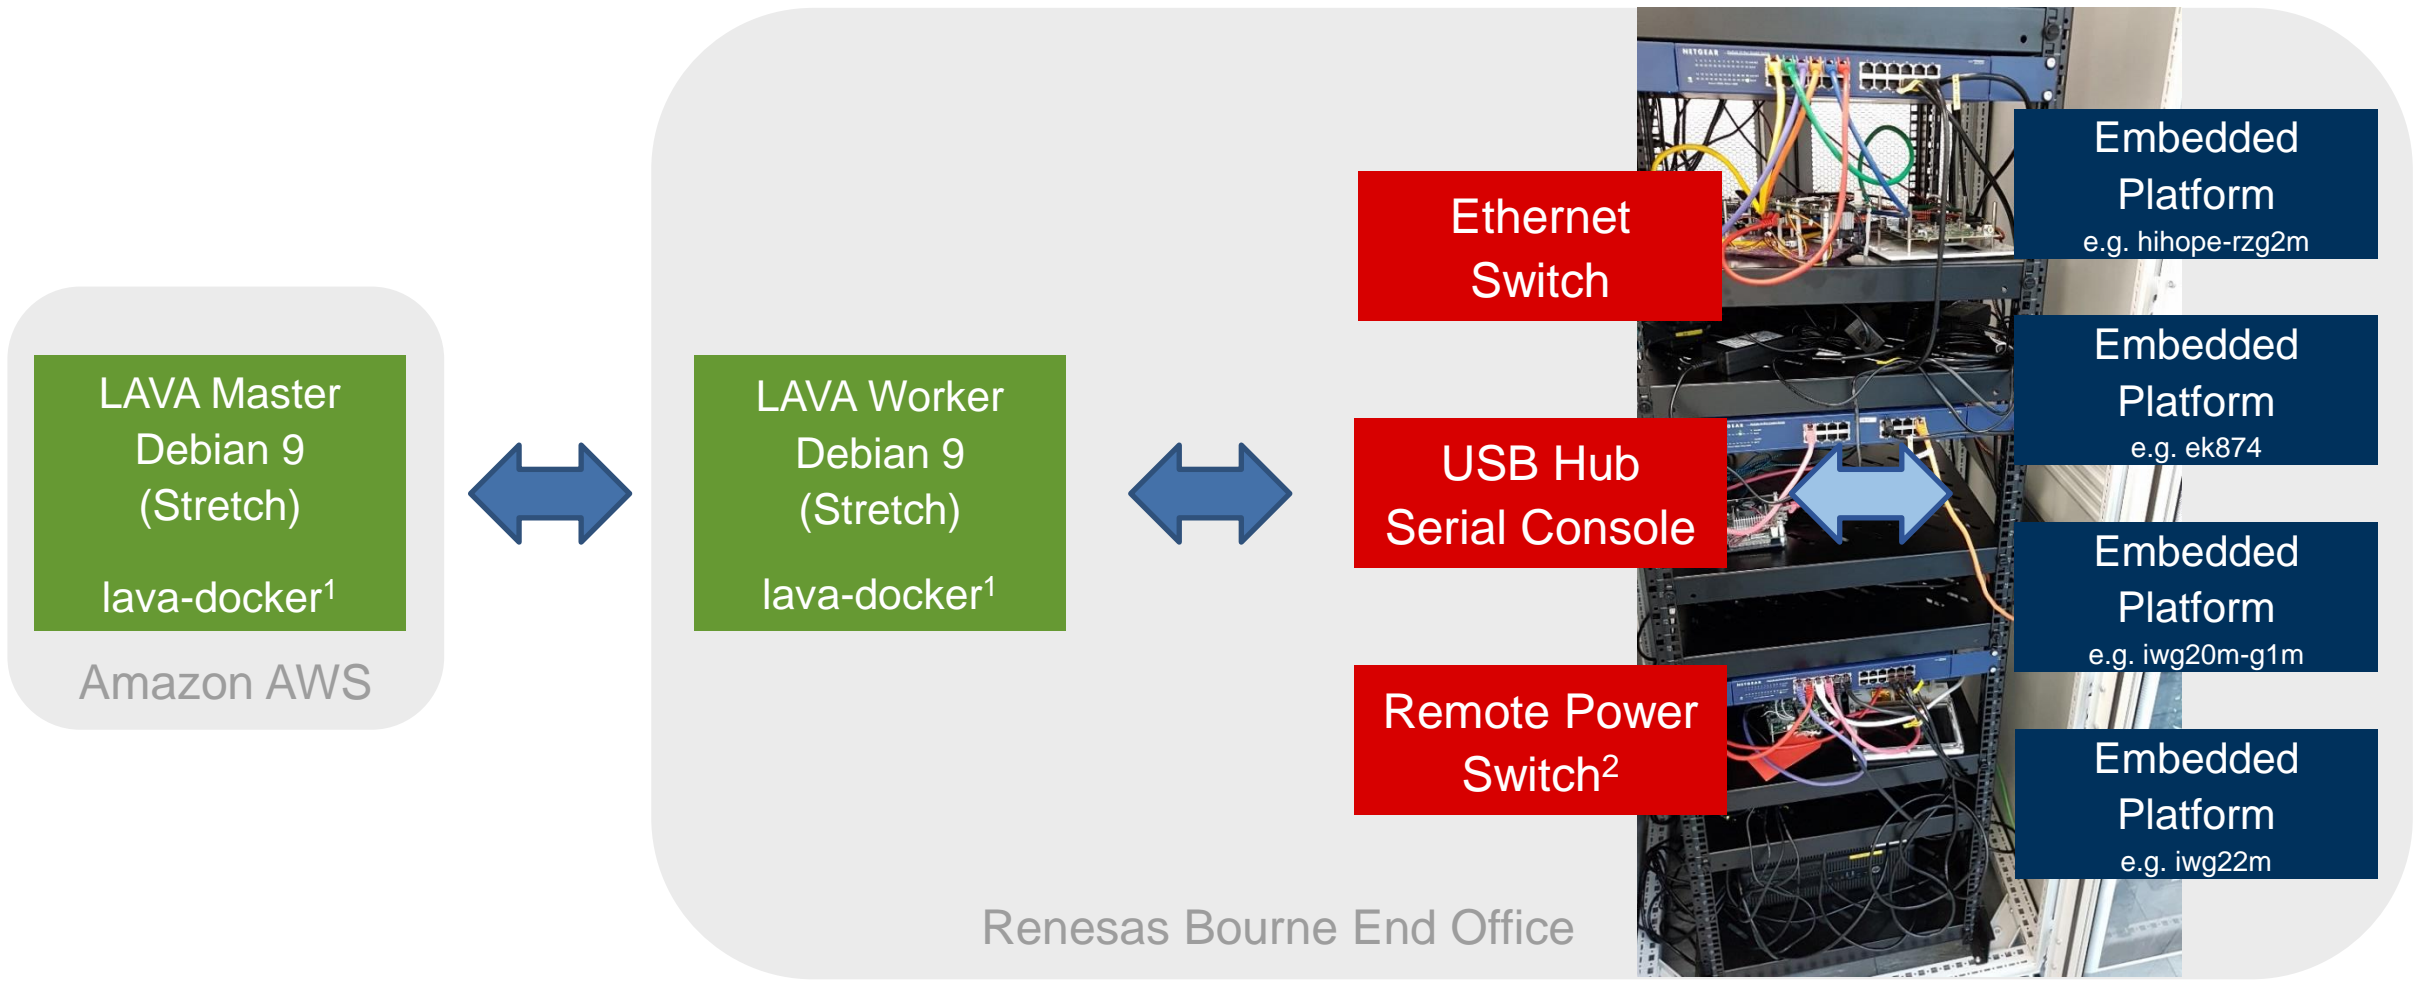 LAVA Master
Debian 9
(Stretch)
lava-docker1
Amazon AWS
LAVA Worker
Debian 9
(Stretch)
lava-docker1
Renesas Bourne End Office
Ethernet
Switch
USB Hub
Serial Console
Remote Power
Switch2
NETGEAR
Embedded
Platform
e.g. hihope-rzg2m
Embedded
Platform
e.g. ek874
Embedded
Platform
e.g. iwg20m-g1m
Embedded
Platform
e.g. iwg22m